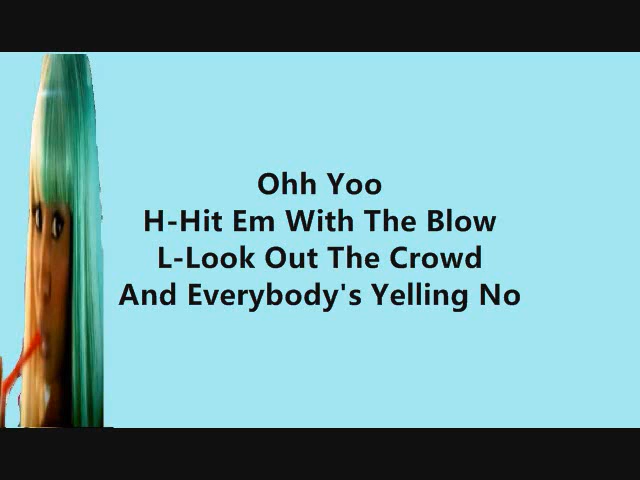 Ohh Yoo
H-Hit Em With The Blow
L-Look Out The Crowd
And Everybody's Yelling No